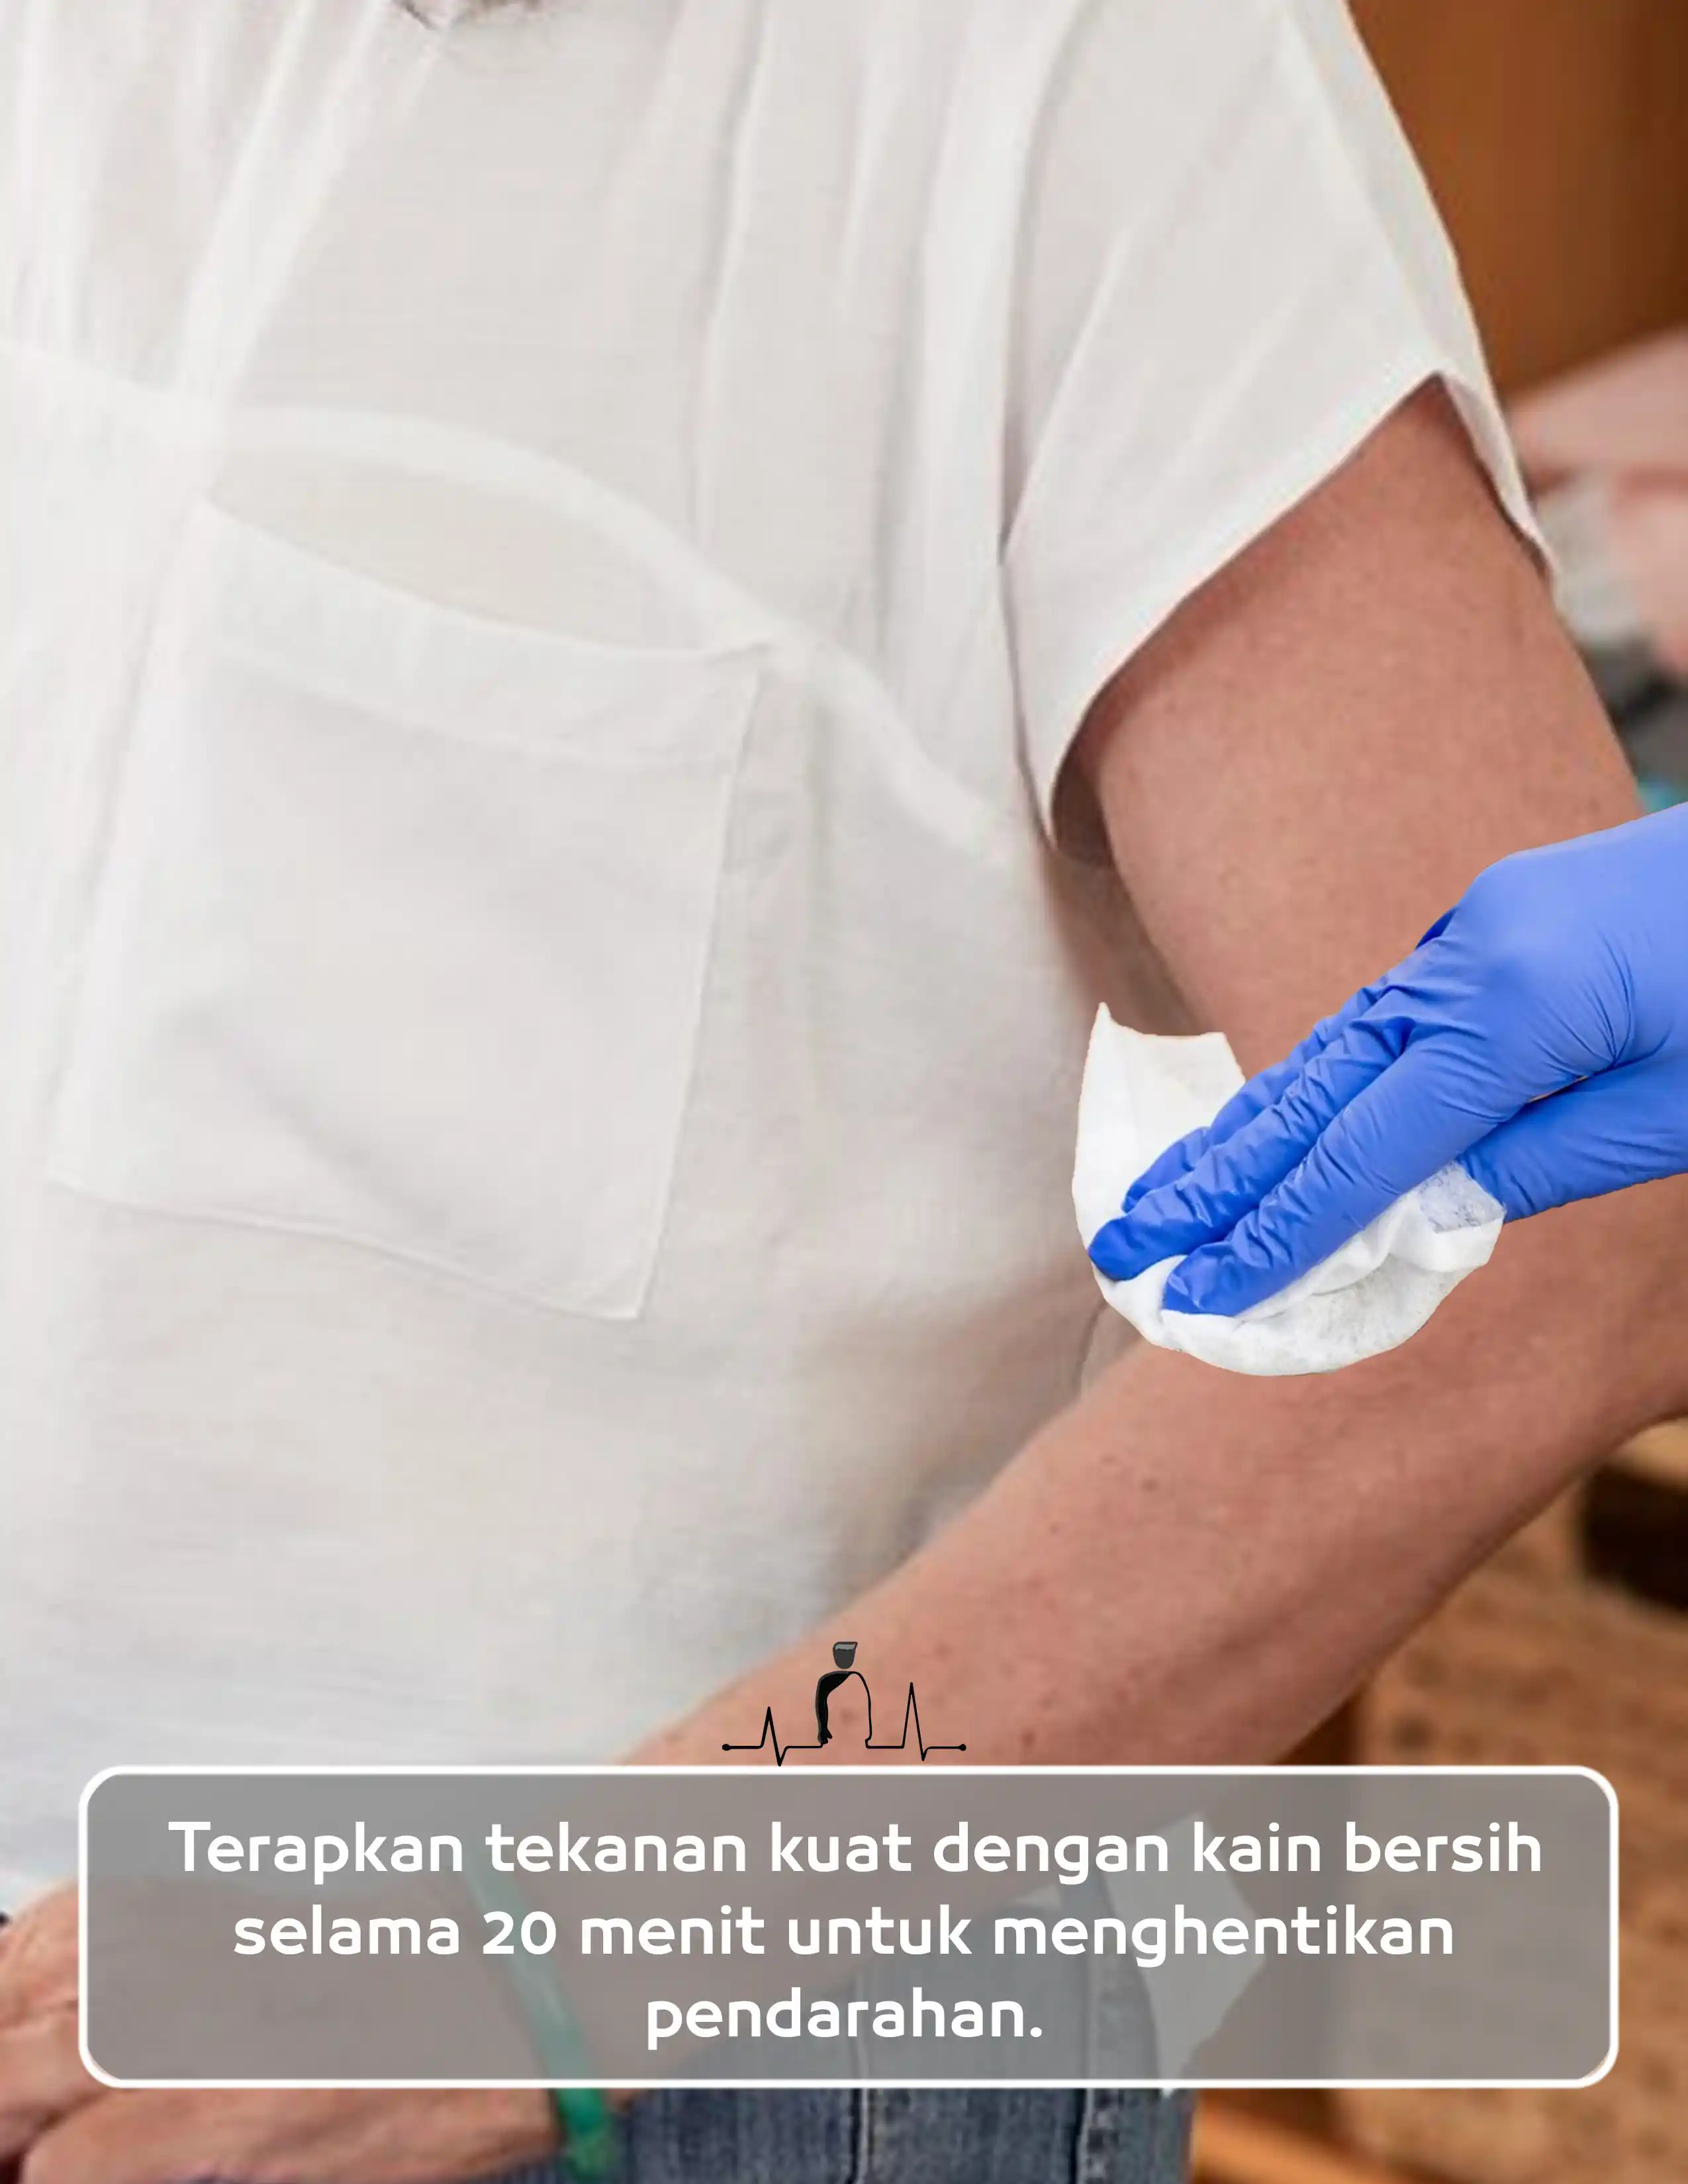 Terapkan tekanan kuat dengan kain bersih
selama 20 menit untuk menghentikan
pendarahan.